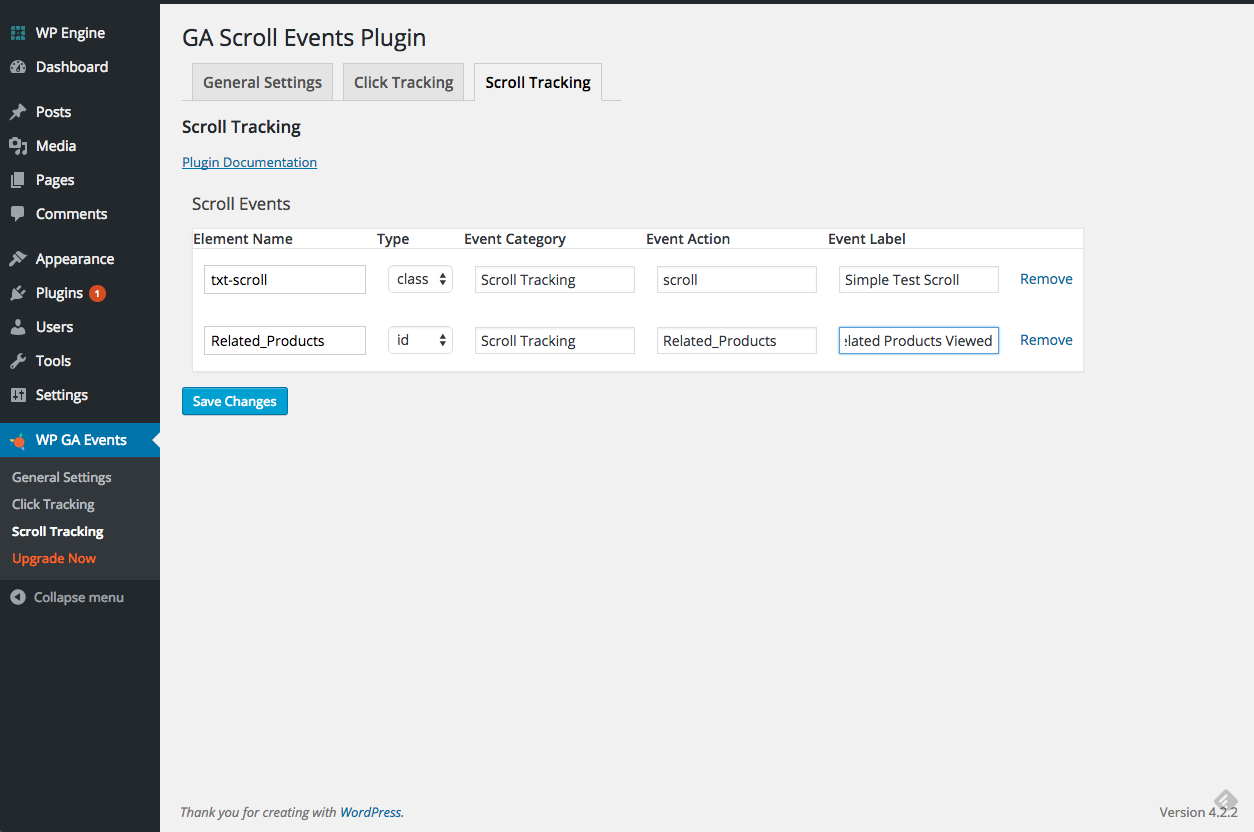 WP Engine
Dashboard
Posts
Media
Pages
Comments
Appearance
Plugins 1
Users
Tools
Settings
WP GA Events
General Settings
Click Tracking
Scroll Tracking
Upgrade Now
Collapse menu
GA Scroll Events Plugin
General Settings Click Tracking Scroll Tracking
Scroll Tracking
Plugin Documentation
Scroll Events
Element Name Type Event Category Event Action Event Label
txt-scroll class Scroll Tracking scroll Simple Test Scroll Remove
Related_Products id Scroll Tracking Related_Products elated Products Viewed Remove
Save Changes
Thank you for creating with WordPress.
Version 4.2.2